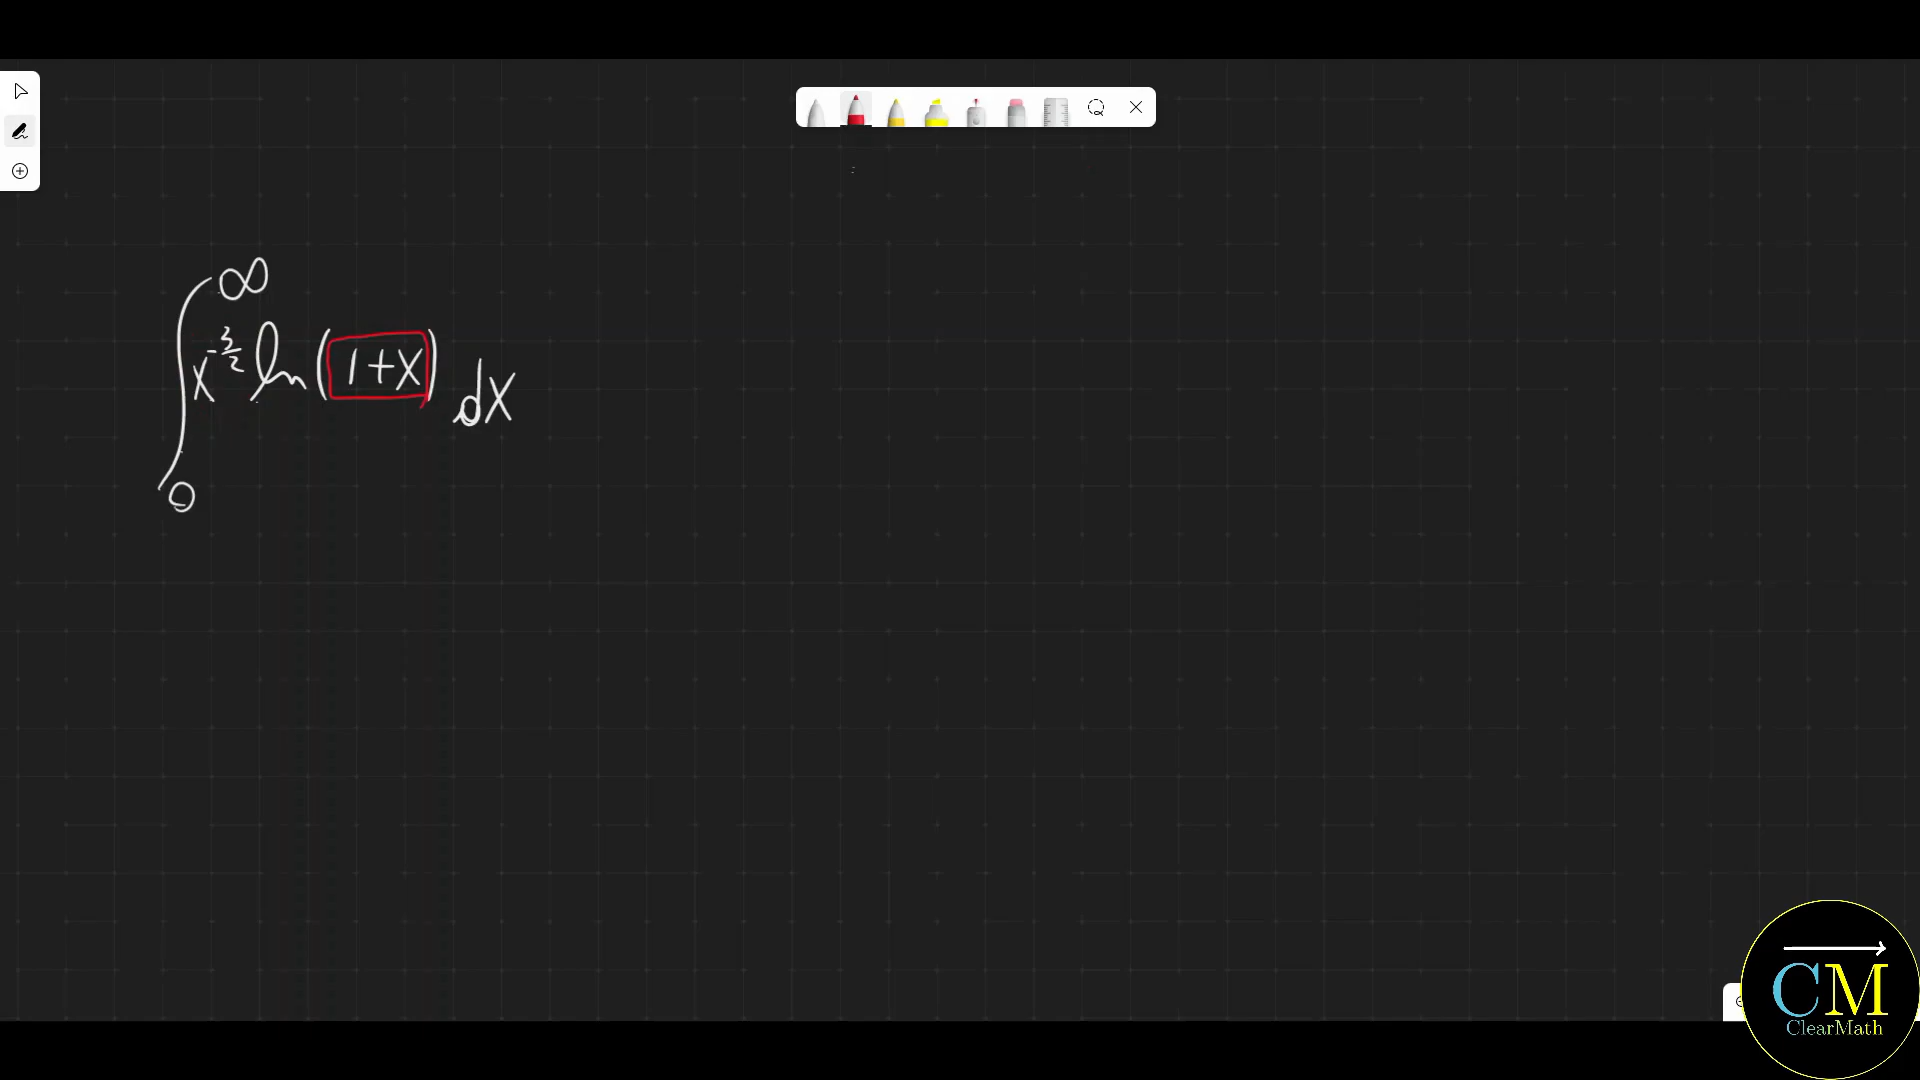 ∞
∫ x^{-3/2} ln(1+x) dx
0
CM
ClearMath